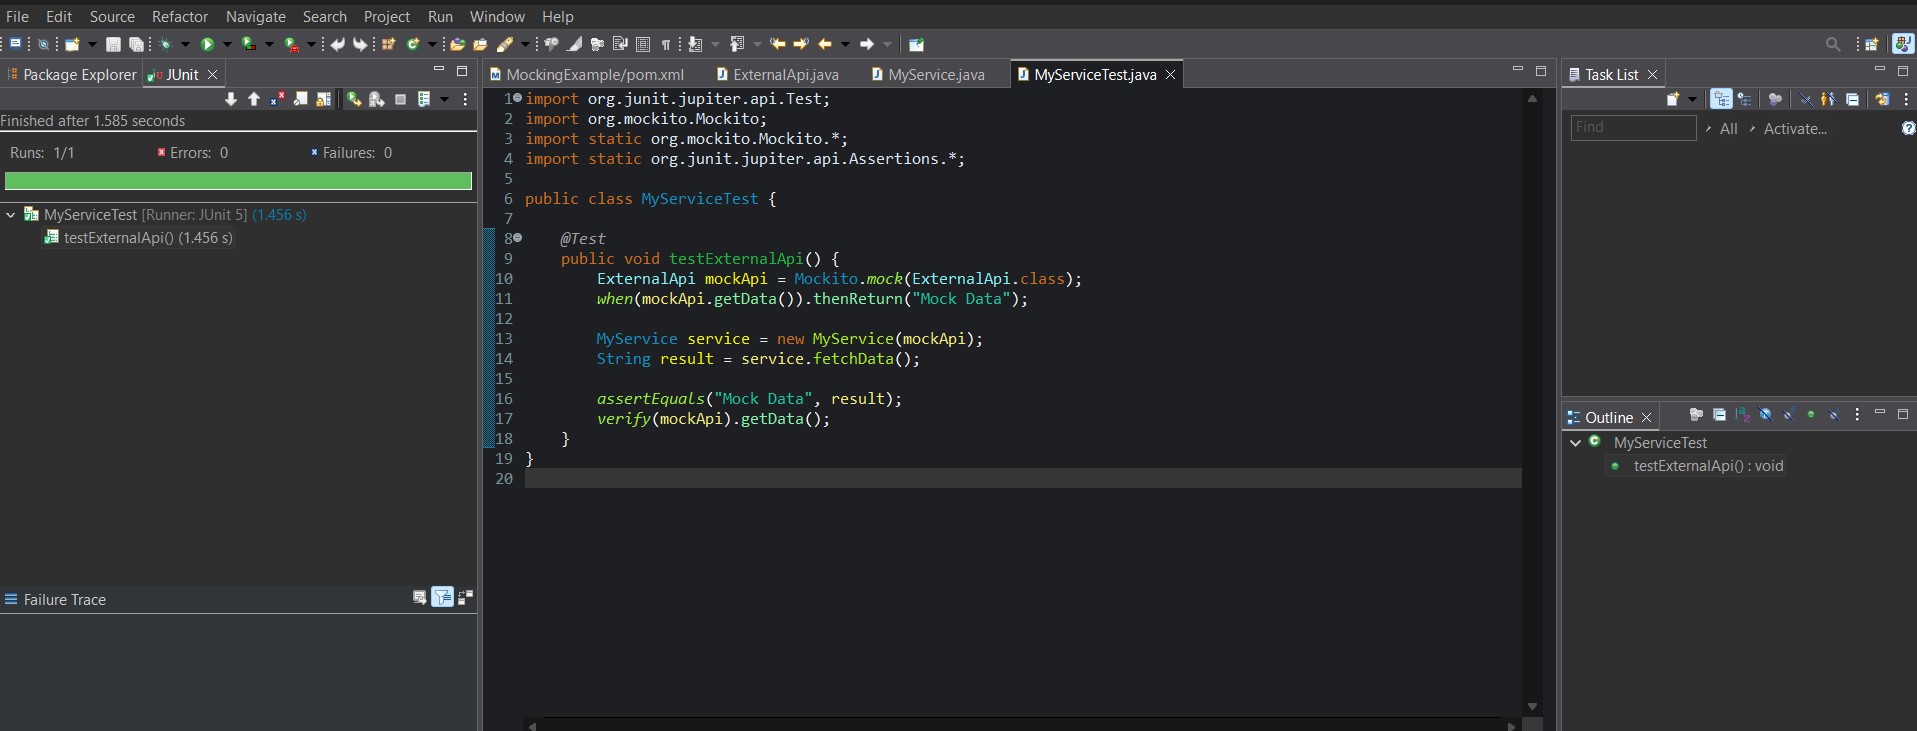 File Edit Source Refactor Navigate Search Project Run Window Help
Package Explorer JUnit
Finished after 1.585 seconds
Runs: 1/1 Errors: 0 Failures: 0
MyServiceTest [Runner: JUnit 5] (1.456 s)
testExternalApi() (1.456 s)
Failure Trace
MockingExample/pom.xml ExternalApi.java MyService.java MyServiceTest.java
1 import org.junit.jupiter.api.Test;
2 import org.mockito.Mockito;
3 import static org.mockito.Mockito.*;
4 import static org.junit.jupiter.api.Assertions.*;
5
6 public class MyServiceTest {
7
8 @Test
9 public void testExternalApi() {
10 ExternalApi mockApi = Mockito.mock(ExternalApi.class);
11 when(mockApi.getData()).thenReturn("Mock Data");
12
13 MyService service = new MyService(mockApi);
14 String result = service.fetchData();
15
16 assertEquals("Mock Data", result);
17 verify(mockApi).getData();
18 }
19 }
20
Task List
Find All Activate...
Outline
MyServiceTest
testExternalApi() : void